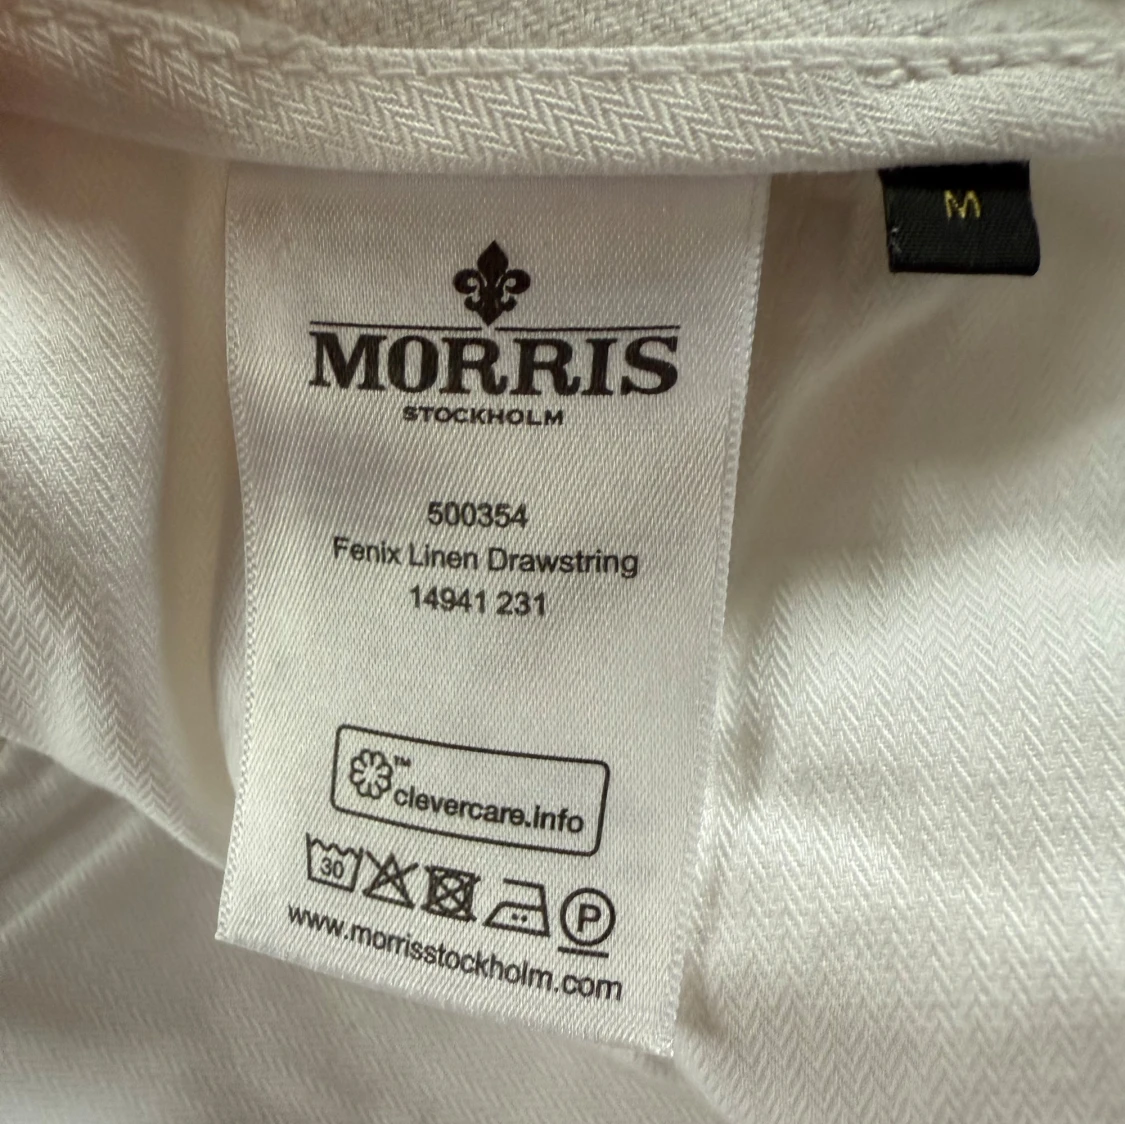 M
MORRIS
STOCKHOLM
500354
Fenix Linen Drawstring
14941 231
™
clevercare.info
30
P
www.morrisstockholm.com